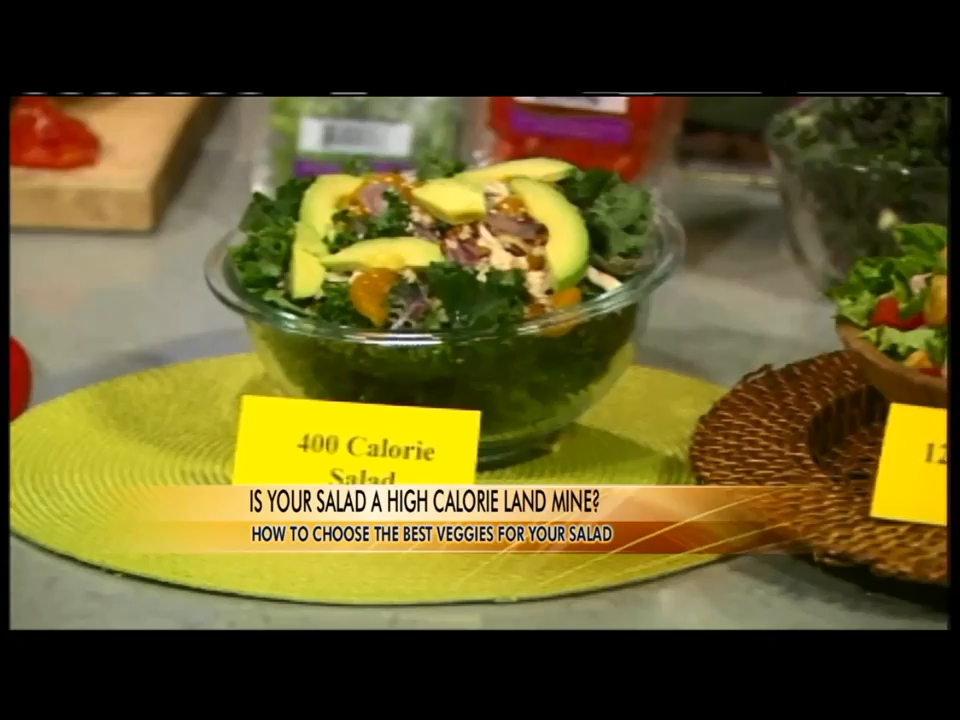 400 Calorie
Salad
12
IS YOUR SALAD A HIGH CALORIE LAND MINE?
HOW TO CHOOSE THE BEST VEGGIES FOR YOUR SALAD